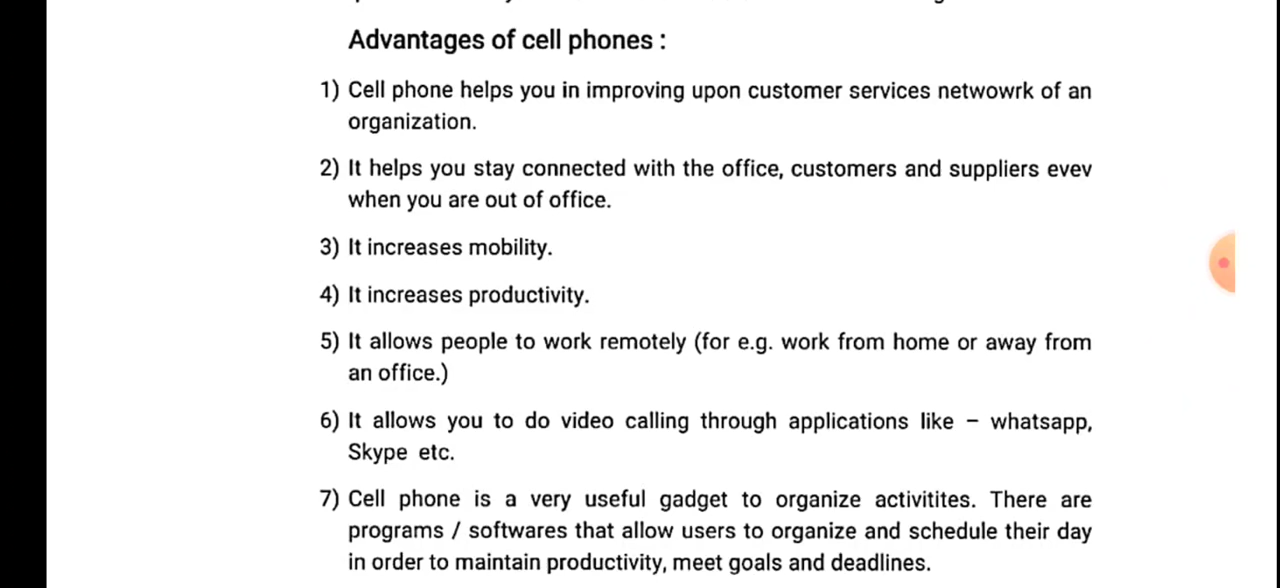 Advantages of cell phones :
1) Cell phone helps you in improving upon customer services netwowrk of an
organization.
2) It helps you stay connected with the office, customers and suppliers evev
when you are out of office.
3) It increases mobility.
4) It increases productivity.
5) It allows people to work remotely (for e.g. work from home or away from
an office.)
6) It allows you to do video calling through applications like – whatsapp,
Skype etc.
7) Cell phone is a very useful gadget to organize activitites. There are
programs / softwares that allow users to organize and schedule their day
in order to maintain productivity, meet goals and deadlines.